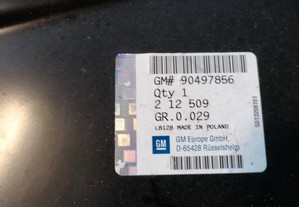 GM# 90497856
Qty 1
2 12 509
GR.0.029
LB128 MADE IN POLAND
GM
GM Europe GmbH,
D-65428 Rüsselsheim